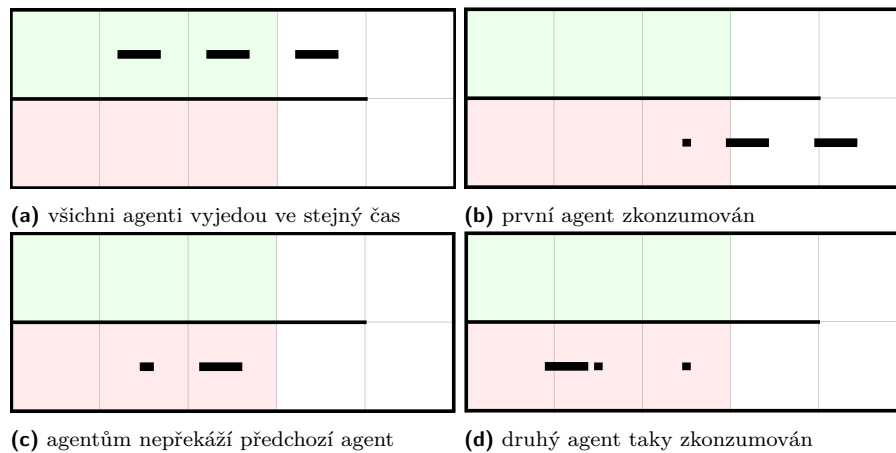 (a) všichni agenti vyjedou ve stejný čas
(b) první agent zkonzumován
(c) agentům nepřekáží předchozí agent
(d) druhý agent taky zkonzumován